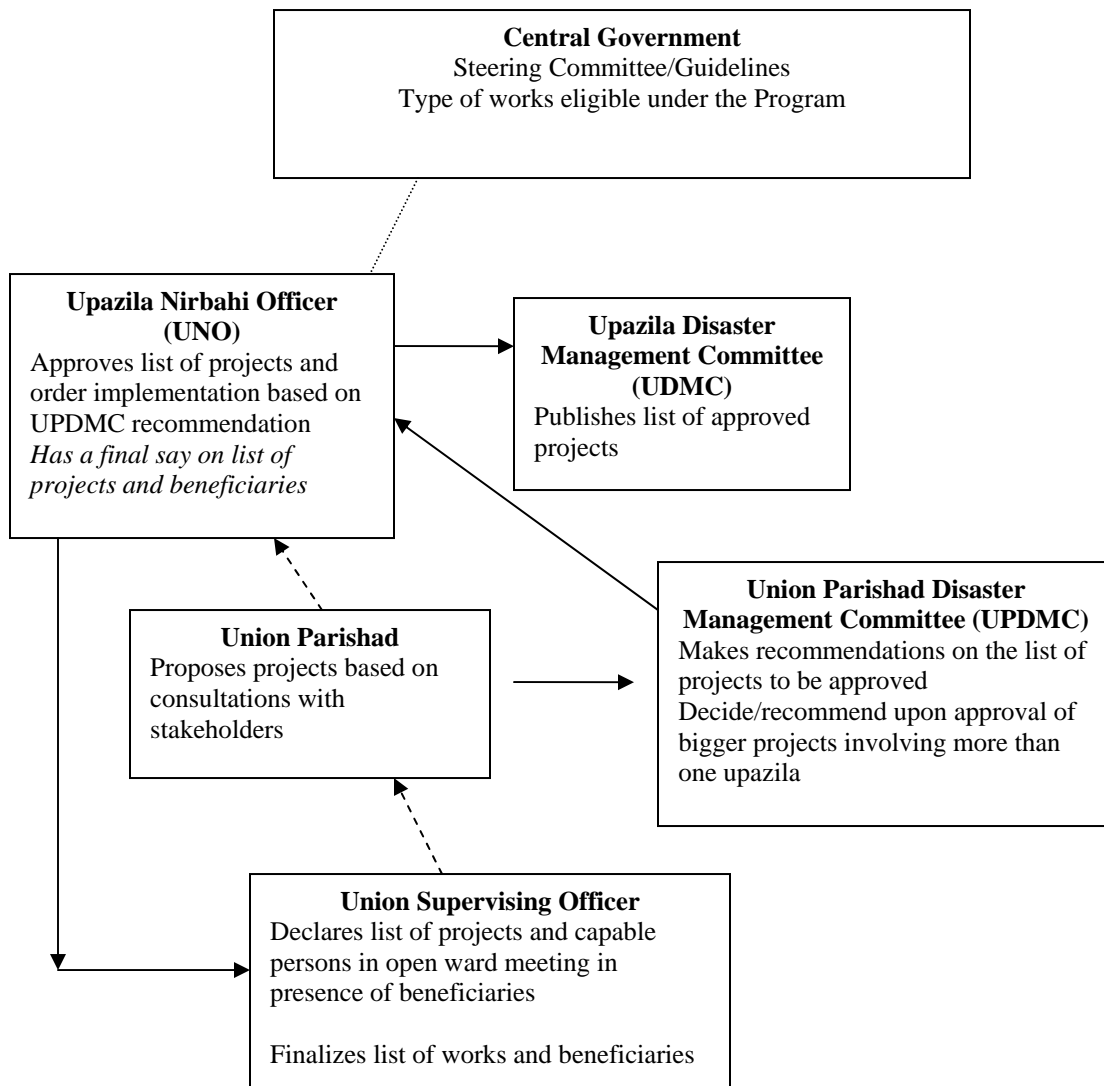 Central Government
Steering Committee/Guidelines
Type of works eligible under the Program
Upazila Nirbahi Officer
(UNO)
Approves list of projects and
order implementation based on
UPDMC recommendation
Has a final say on list of
projects and beneficiaries
Upazila Disaster
Management Committee
(UDMC)
Publishes list of approved
projects
Union Parishad
Proposes projects based on
consultations with
stakeholders
Union Parishad Disaster
Management Committee (UPDMC)
Makes recommendations on the list of
projects to be approved
Decide/recommend upon approval of
bigger projects involving more than
one upazila
Union Supervising Officer
Declares list of projects and capable
persons in open ward meeting in
presence of beneficiaries
Finalizes list of works and beneficiaries